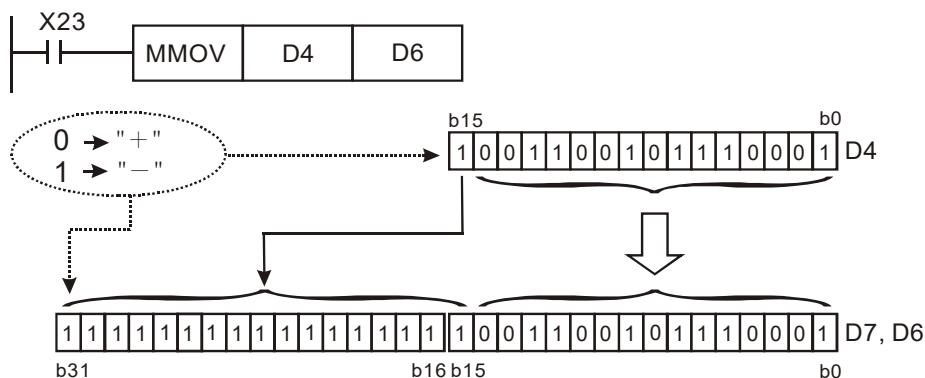 X23
MMOV D4 D6
0 → "+"
1 → "−"
b15 b0
1 0 0 1 1 0 0 1 0 1 1 1 0 0 0 1 D4
1 1 1 1 1 1 1 1 1 1 1 1 1 1 1 1 1 0 0 1 1 0 0 1 0 1 1 1 0 0 0 1 D7, D6
b31 b16 b15 b0